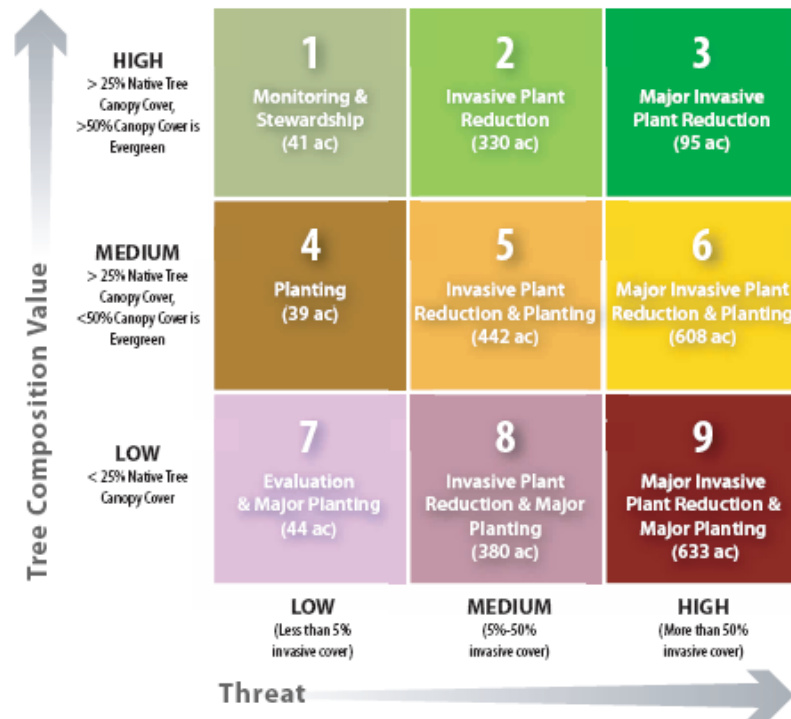 Tree Composition Value
HIGH
> 25% Native Tree
Canopy Cover,
>50% Canopy Cover is
Evergreen
1
Monitoring &
Stewardship
(41 ac)
2
Invasive Plant
Reduction
(330 ac)
3
Major Invasive
Plant Reduction
(95 ac)
MEDIUM
> 25% Native Tree
Canopy Cover,
<50% Canopy Cover is
Evergreen
4
Planting
(39 ac)
5
Invasive Plant
Reduction & Planting
(442 ac)
6
Major Invasive Plant
Reduction & Planting
(608 ac)
LOW
< 25% Native Tree
Canopy Cover
7
Evaluation
& Major Planting
(44 ac)
8
Invasive Plant
Reduction & Major
Planting
(380 ac)
9
Major Invasive
Plant Reduction &
Major Planting
(633 ac)
LOW
(Less than 5%
invasive cover)
MEDIUM
(5%-50%
invasive cover)
HIGH
(More than 50%
invasive cover)
Threat